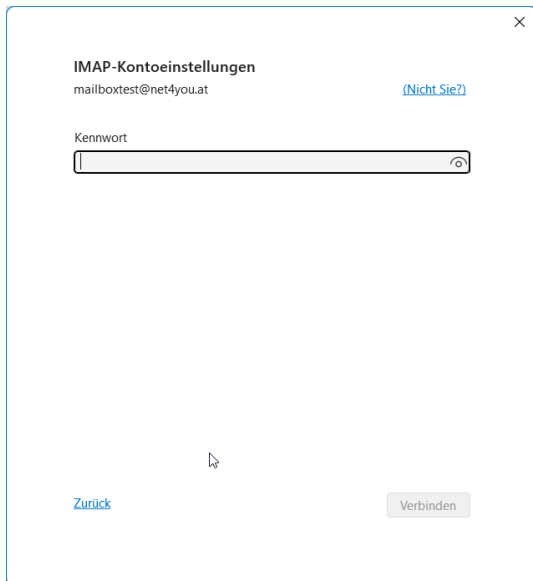 IMAP-Kontoeinstellungen
mailboxtest@net4you.at (Nicht Sie?)
Kennwort
Zurück Verbinden